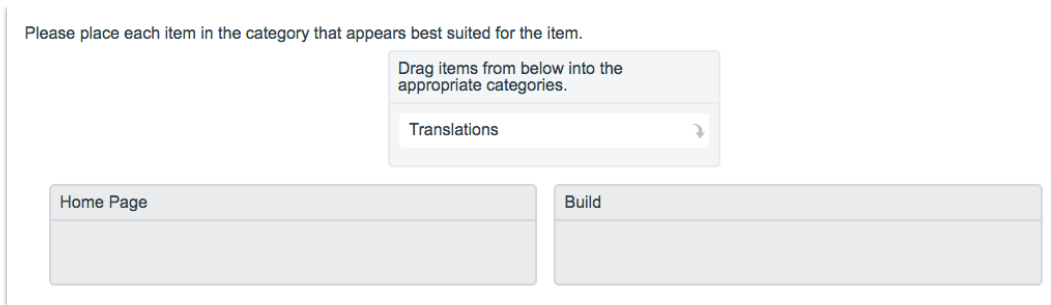 Please place each item in the category that appears best suited for the item.
Drag items from below into the
appropriate categories.
Translations
Home Page
Build